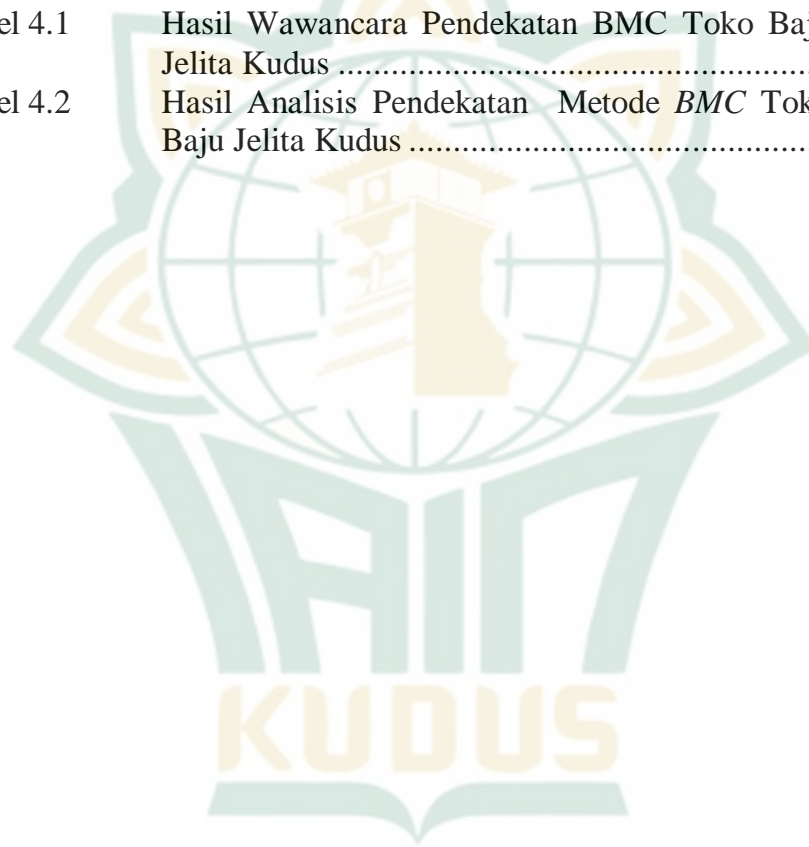 el 4.1 Hasil Wawancara Pendekatan BMC Toko Baj
Jelita Kudus ......................................................
el 4.2 Hasil Analisis Pendekatan Metode BMC Tok
Baju Jelita Kudus ..............................................
IAIN
KUDUS